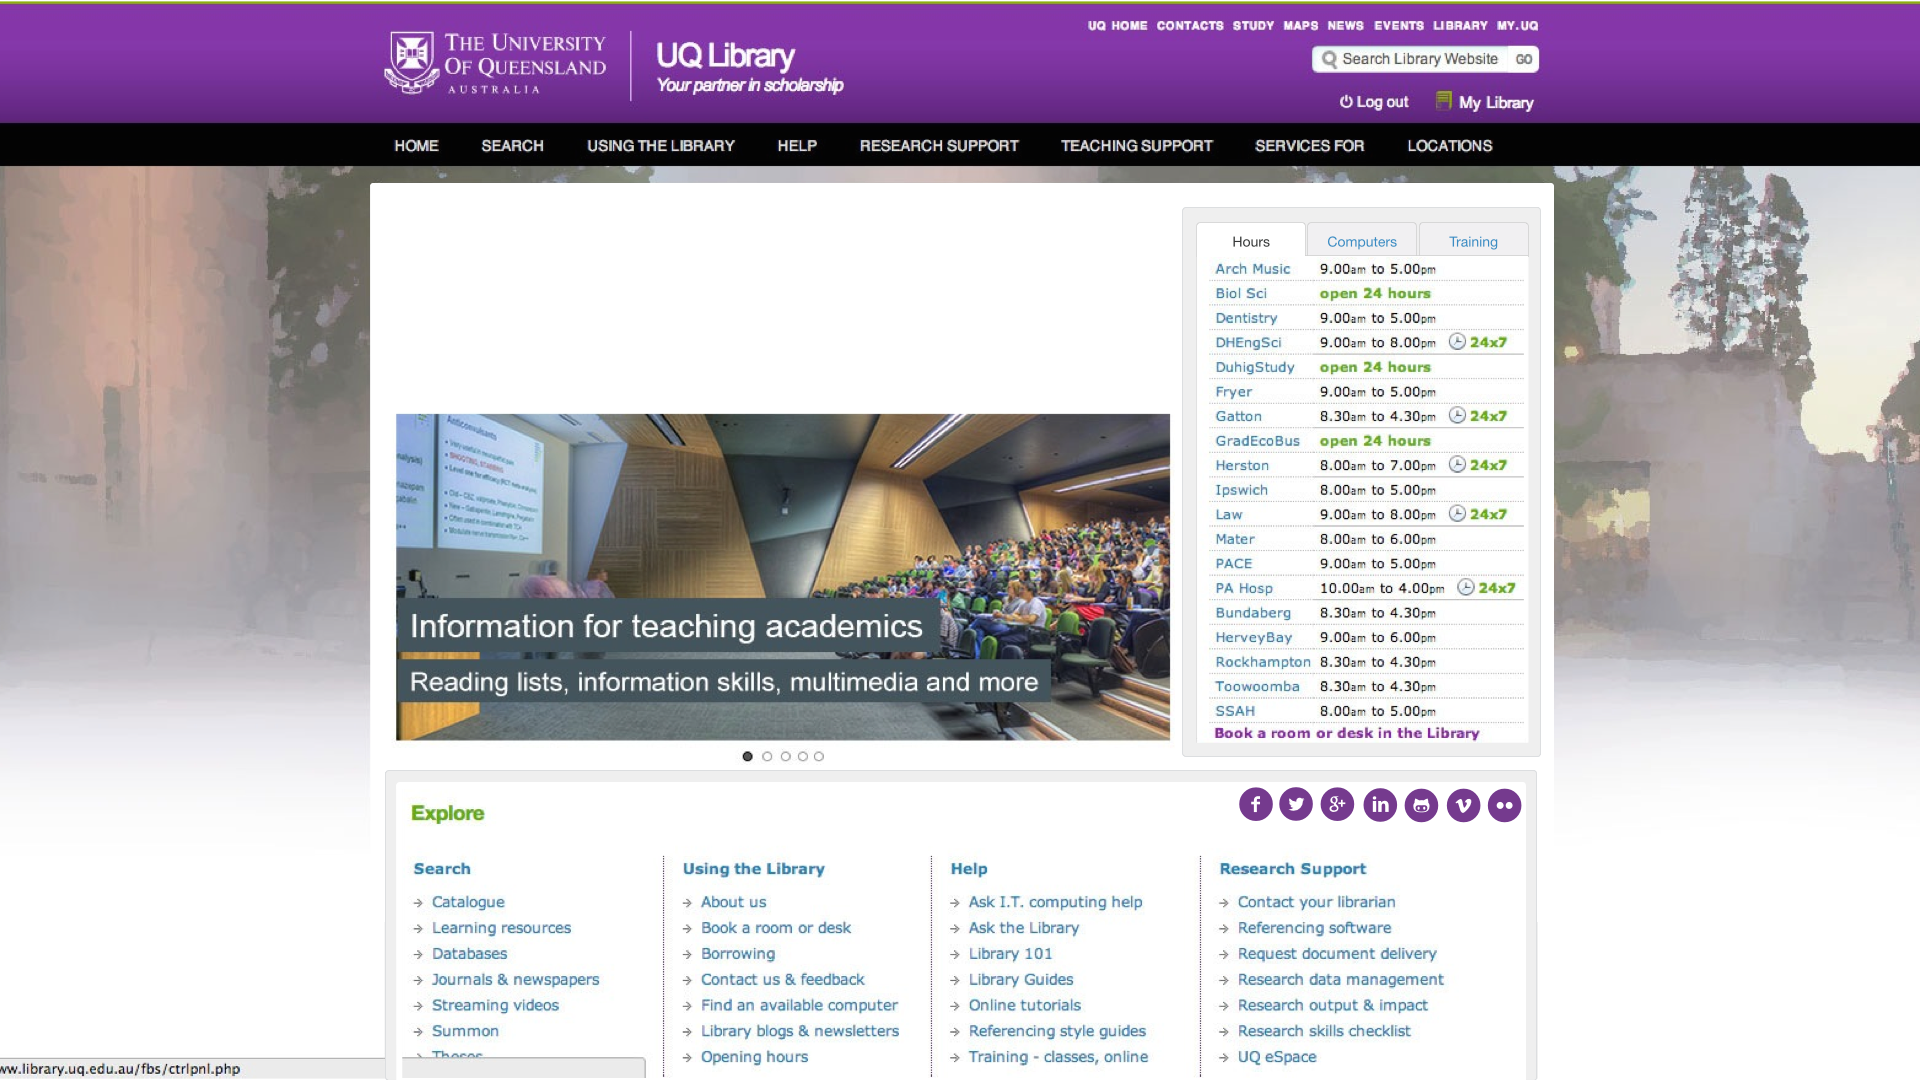 UQ HOME CONTACTS STUDY MAPS NEWS EVENTS LIBRARY MY.UQ
THE UNIVERSITY
OF QUEENSLAND
AUSTRALIA
UQ Library
Your partner in scholarship
Search Library Website GO
Log out My Library
HOME SEARCH USING THE LIBRARY HELP RESEARCH SUPPORT TEACHING SUPPORT SERVICES FOR LOCATIONS
Anticonvulsants
Information for teaching academics
Reading lists, information skills, multimedia and more
Hours Computers Training
Arch Music 9.00am to 5.00pm
Biol Sci open 24 hours
Dentistry 9.00am to 5.00pm
DHEngSci 9.00am to 8.00pm 24x7
DuhigStudy open 24 hours
Fryer 9.00am to 5.00pm
Gatton 8.30am to 4.30pm 24x7
GradEcoBus open 24 hours
Herston 8.00am to 7.00pm 24x7
Ipswich 8.00am to 5.00pm
Law 9.00am to 8.00pm 24x7
Mater 8.00am to 6.00pm
PACE 9.00am to 5.00pm
PA Hosp 10.00am to 4.00pm 24x7
Bundaberg 8.30am to 4.30pm
HerveyBay 9.00am to 6.00pm
Rockhampton 8.30am to 4.30pm
Toowoomba 8.30am to 4.30pm
SSAH 8.00am to 5.00pm
Book a room or desk in the Library
Explore
Search
Catalogue
Learning resources
Databases
Journals & newspapers
Streaming videos
Summon
Theses
Using the Library
About us
Book a room or desk
Borrowing
Contact us & feedback
Find an available computer
Library blogs & newsletters
Opening hours
Help
Ask I.T. computing help
Ask the Library
Library 101
Library Guides
Online tutorials
Referencing style guides
Training - classes, online
Research Support
Contact your librarian
Referencing software
Request document delivery
Research data management
Research output & impact
Research skills checklist
UQ eSpace
ww.library.uq.edu.au/fbs/ctrlpnl.php